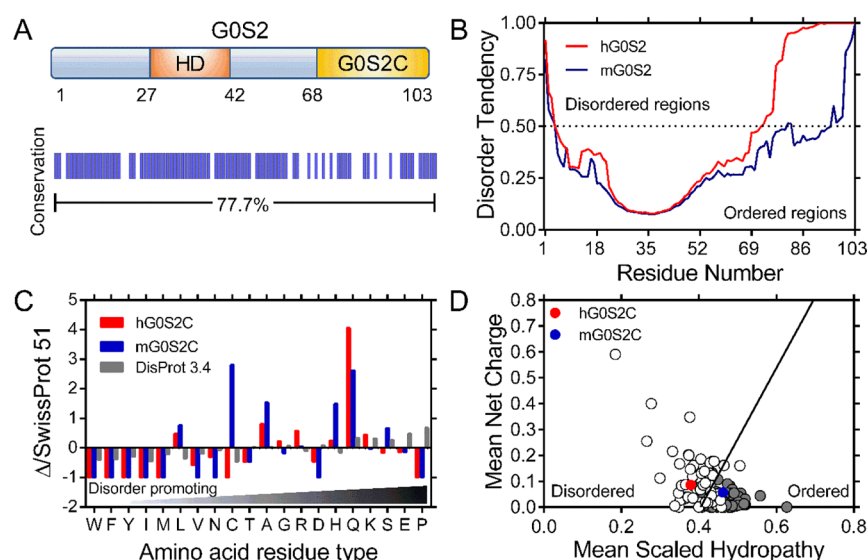 A
G0S2
HD
G0S2C
1
27
42
68
103
Conservation
77.7%
B
Disorder Tendency
1.00
0.75
0.50
0.25
1.00
hG0S2
mG0S2
Disordered regions
Ordered regions
1
18
35
52
69
86
103
Residue Number
C
Δ/SwissProt 51
5
4
3
2
1
0
-1
-2
hG0S2C
mG0S2C
DisProt 3.4
Disorder promoting
W F Y I M L V N C T A G R D H Q K S E P
Amino acid residue type
D
Mean Net Charge
0.8
0.7
0.6
0.5
0.4
0.3
0.2
0.1
0.0
hG0S2C
mG0S2C
Disordered
Ordered
0.0
0.2
0.4
0.6
0.8
Mean Scaled Hydropathy